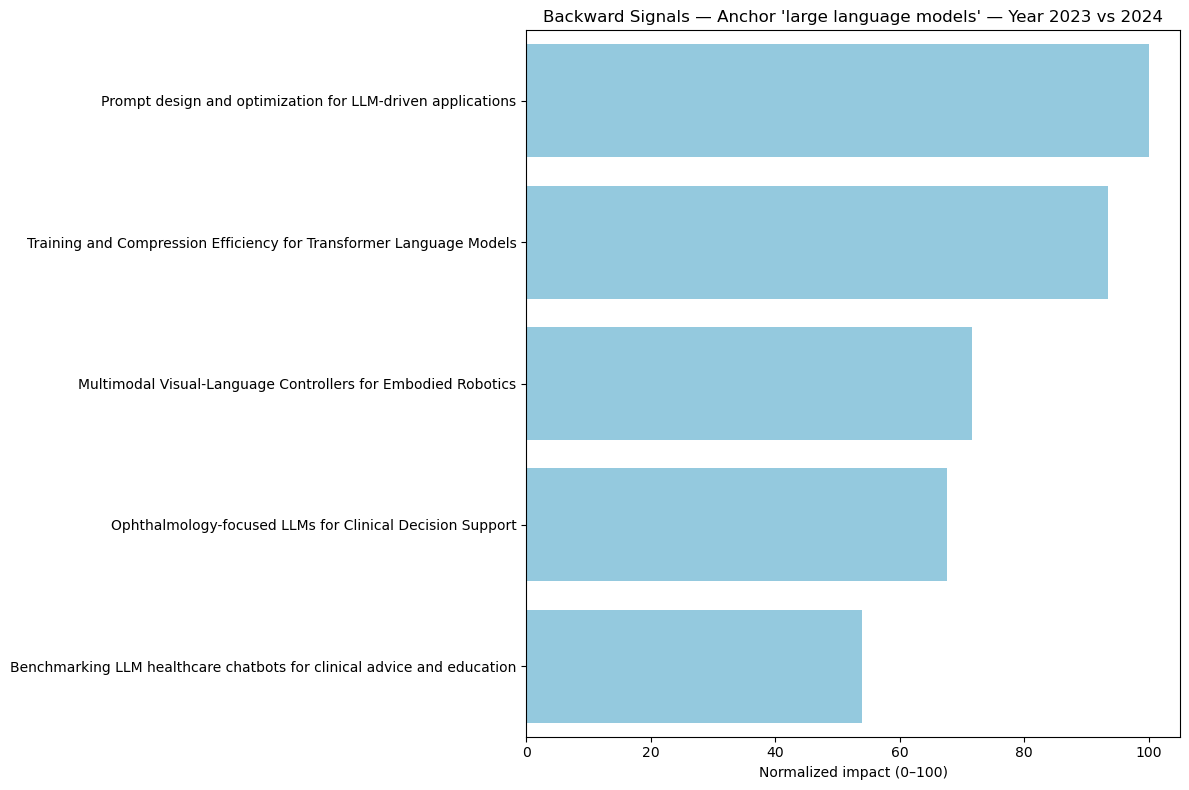 Backward Signals — Anchor 'large language models' — Year 2023 vs 2024
Prompt design and optimization for LLM-driven applications
Training and Compression Efficiency for Transformer Language Models
Multimodal Visual-Language Controllers for Embodied Robotics
Ophthalmology-focused LLMs for Clinical Decision Support
Benchmarking LLM healthcare chatbots for clinical advice and education
0 20 40 60 80 100
Normalized impact (0–100)